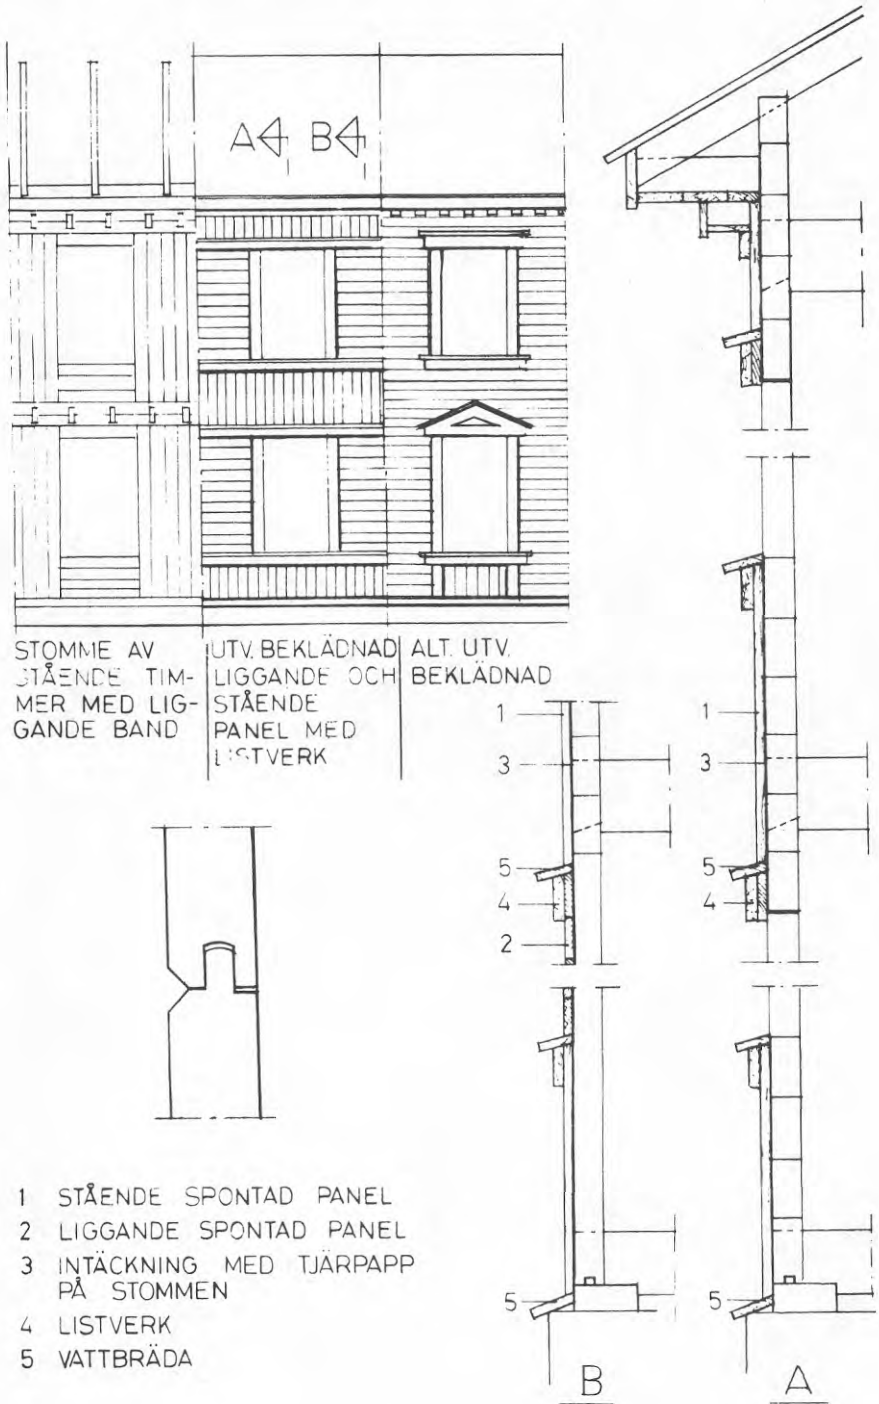 A B
STOMME AV
STÅENDE TIM-
MER MED LIG-
GANDE BAND
UTV. BEKLÄDNAD
LIGGANDE OCH
STÅENDE
PANEL MED
LISTVERK
ALT. UTV.
BEKLÄDNAD
1
3
5
4
2
5
B
1
3
5
4
5
A
1 STÅENDE SPONTAD PANEL
2 LIGGANDE SPONTAD PANEL
3 INTÄCKNING MED TJÄRPAPP
PÅ STOMMEN
4 LISTVERK
5 VATTBRÄDA